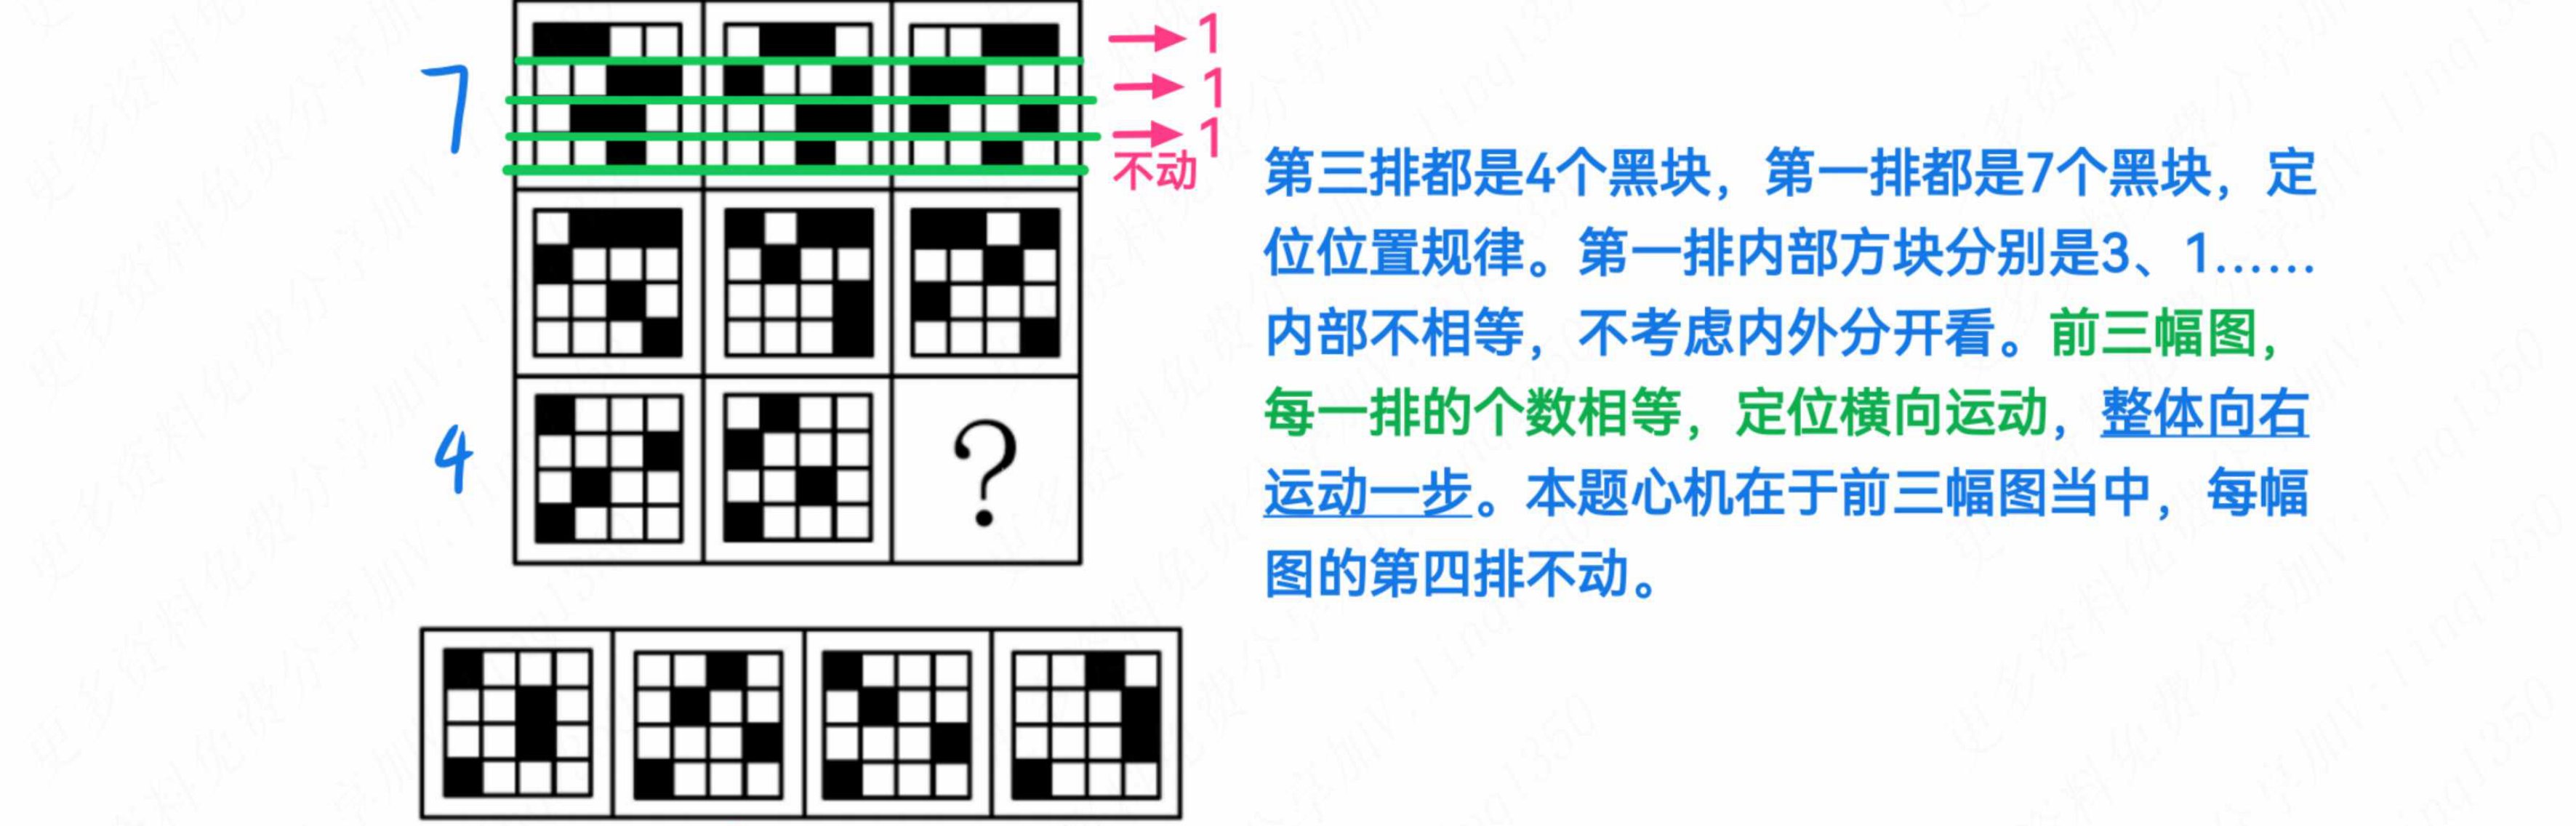 7
→1
→1
→1
不动
第三排都是4个黑块，第一排都是7个黑块，定
位位置规律。第一排内部方块分别是3、1……
内部不相等，不考虑内外分开看。前三幅图，
每一排的个数相等，定位横向运动，整体向右
运动一步。本题心机在于前三幅图当中，每幅
图的第四排不动。
4
?